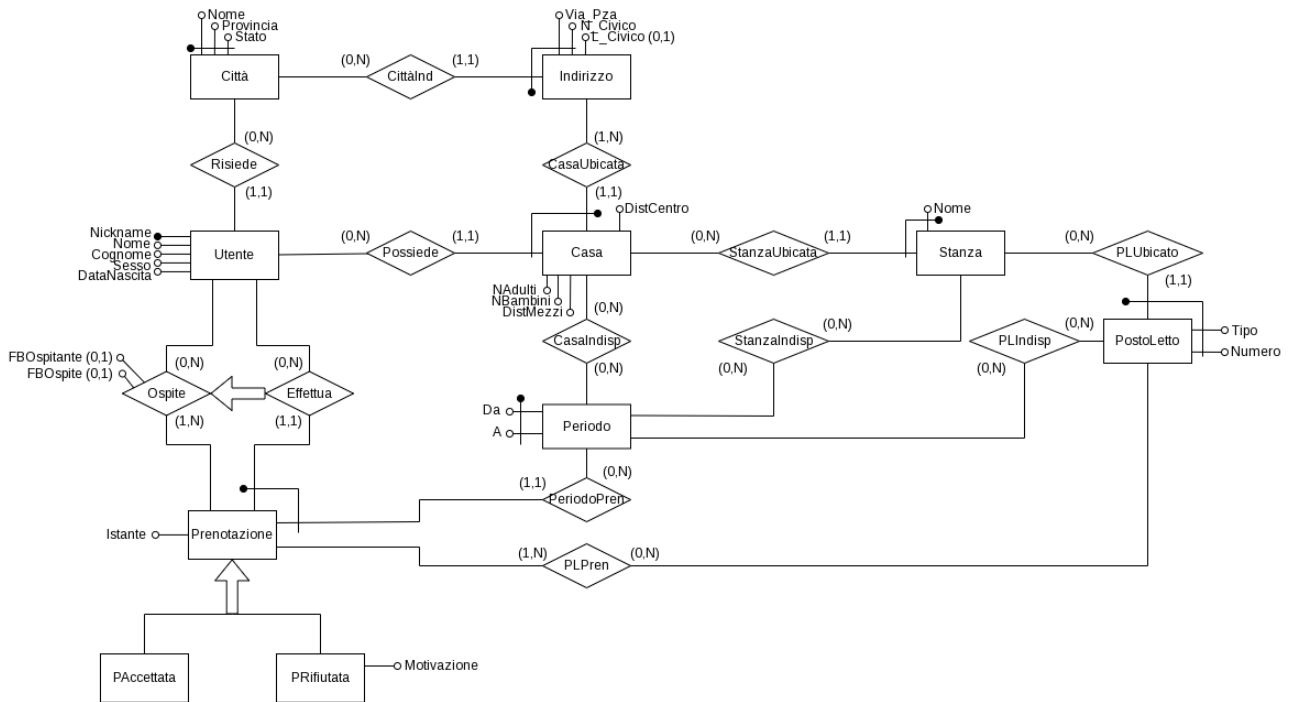 Nome
Provincia
Stato
Via_Pza
N_Civico
L_Civico (0,1)
Città
(0,N)
CittàInd
(1,1)
Indirizzo
(0,N)
Risiede
(1,1)
(1,N)
CasaUbicata
(1,1)
Nickname
Nome
Cognome
Sesso
DataNascita
Utente
(0,N)
Possiede
(1,1)
DistCentro
Casa
NAdulti
NBambini
DistMezzi
(0,N)
StanzaUbicata
(1,1)
Nome
Stanza
(0,N)
PLUbicato
(1,1)
FBOspitante (0,1)
FBOspite (0,1)
(0,N)
Ospite
(1,N)
(0,N)
Effettua
(1,1)
(0,N)
CasaIndisp
(0,N)
(0,N)
StanzaIndisp
(0,N)
(0,N)
PLIndisp
(0,N)
PostoLetto
Tipo
Numero
Da
A
Periodo
(0,N)
(1,1)
PeriodoPren
Istante
Prenotazione
(1,N)
PLPren
(0,N)
PAccettata
PRifiutata
Motivazione